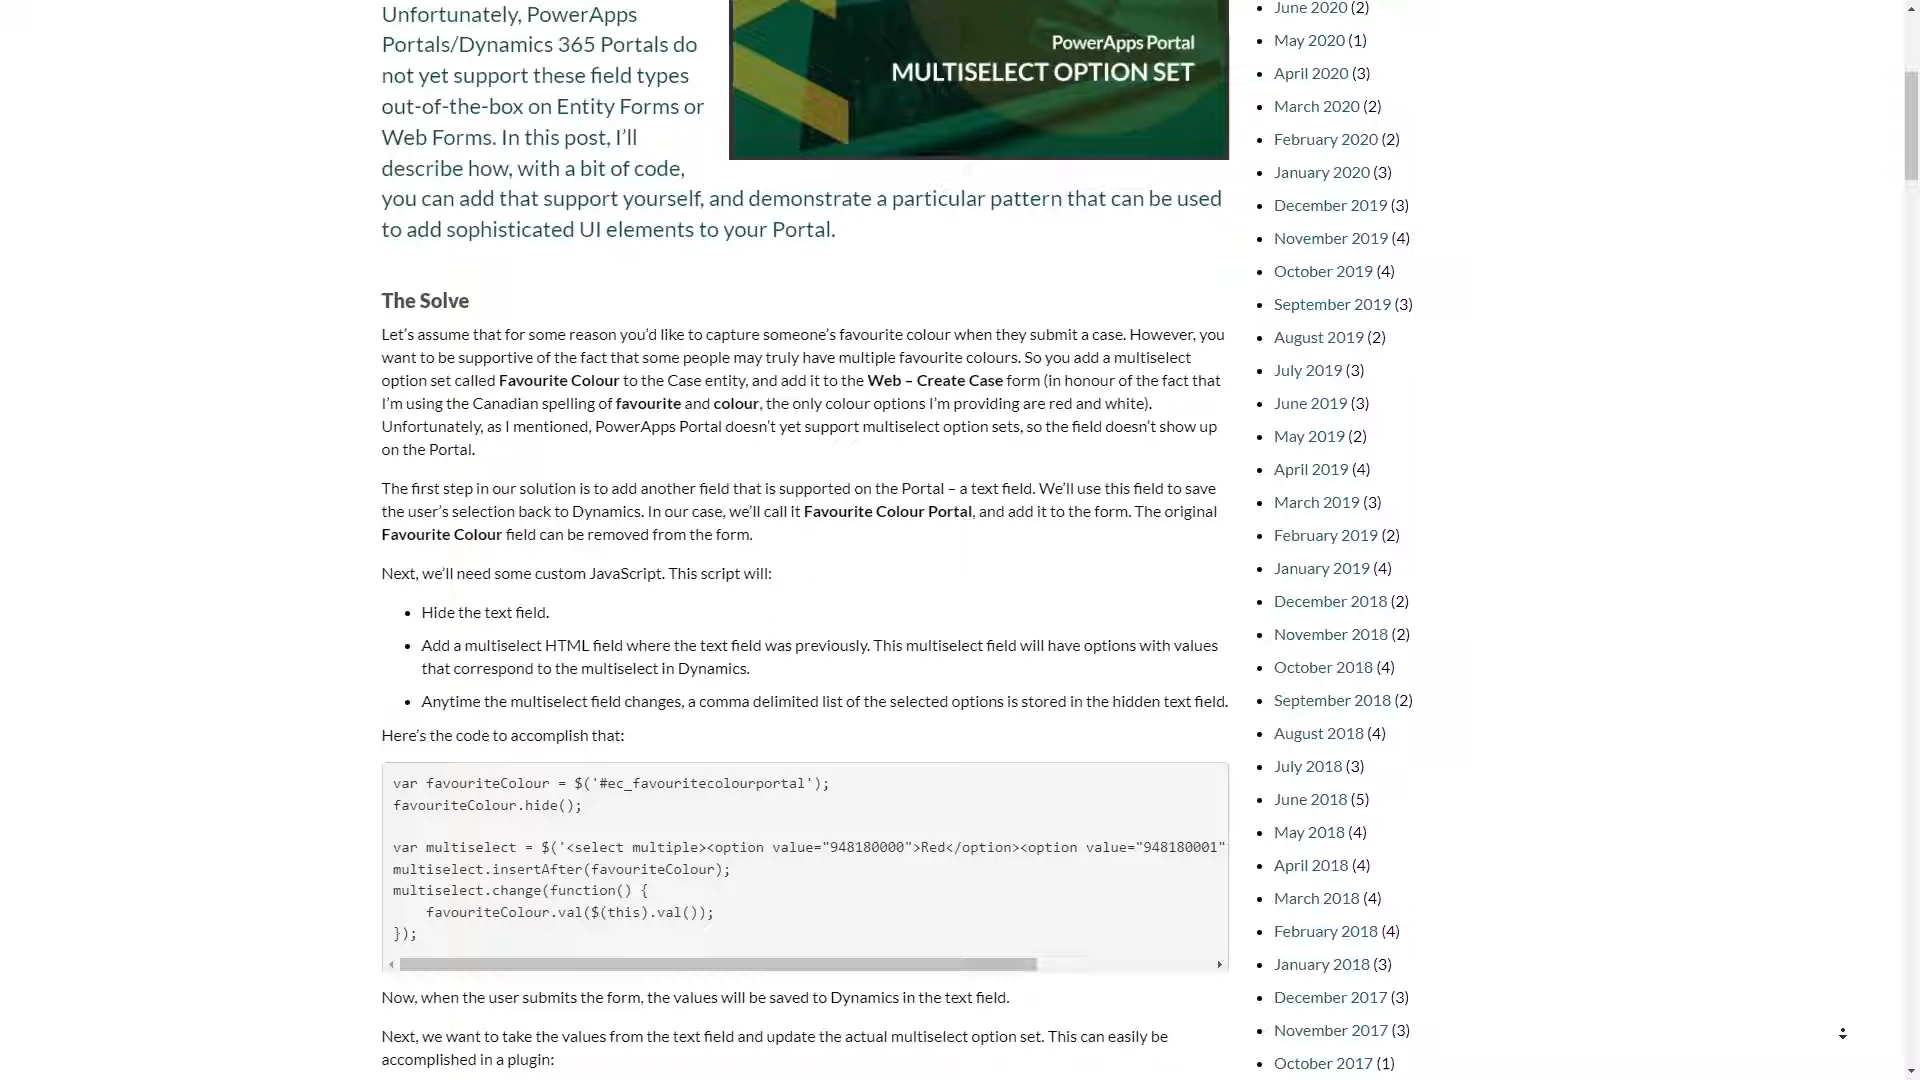 Unfortunately, PowerApps
Portals/Dynamics 365 Portals do
not yet support these field types
out-of-the-box on Entity Forms or
Web Forms. In this post, I’ll
describe how, with a bit of code,
you can add that support yourself, and demonstrate a particular pattern that can be used
to add sophisticated UI elements to your Portal.
PowerApps Portal
MULTISELECT OPTION SET
The Solve
Let’s assume that for some reason you’d like to capture someone’s favourite colour when they submit a case. However, you
want to be supportive of the fact that some people may truly have multiple favourite colours. So you add a multiselect
option set called Favourite Colour to the Case entity, and add it to the Web – Create Case form (in honour of the fact that
I’m using the Canadian spelling of favourite and colour, the only colour options I’m providing are red and white).
Unfortunately, as I mentioned, PowerApps Portal doesn’t yet support multiselect option sets, so the field doesn’t show up
on the Portal.
The first step in our solution is to add another field that is supported on the Portal – a text field. We’ll use this field to save
the user’s selection back to Dynamics. In our case, we’ll call it Favourite Colour Portal, and add it to the form. The original
Favourite Colour field can be removed from the form.
Next, we’ll need some custom JavaScript. This script will:
• Hide the text field.
• Add a multiselect HTML field where the text field was previously. This multiselect field will have options with values
that correspond to the multiselect in Dynamics.
• Anytime the multiselect field changes, a comma delimited list of the selected options is stored in the hidden text field.
Here’s the code to accomplish that:
var favouriteColour = $('#ec_favouritecolourportal');
favouriteColour.hide();
var multiselect = $('<select multiple><option value="948180000">Red</option><option value="948180001"
multiselect.insertAfter(favouriteColour);
multiselect.change(function() {
    favouriteColour.val($(this).val());
});
Now, when the user submits the form, the values will be saved to Dynamics in the text field.
Next, we want to take the values from the text field and update the actual multiselect option set. This can easily be
accomplished in a plugin:
• June 2020 (2)
• May 2020 (1)
• April 2020 (3)
• March 2020 (2)
• February 2020 (2)
• January 2020 (3)
• December 2019 (3)
• November 2019 (4)
• October 2019 (4)
• September 2019 (3)
• August 2019 (2)
• July 2019 (3)
• June 2019 (3)
• May 2019 (2)
• April 2019 (4)
• March 2019 (3)
• February 2019 (2)
• January 2019 (4)
• December 2018 (2)
• November 2018 (2)
• October 2018 (4)
• September 2018 (2)
• August 2018 (4)
• July 2018 (3)
• June 2018 (5)
• May 2018 (4)
• April 2018 (4)
• March 2018 (4)
• February 2018 (4)
• January 2018 (3)
• December 2017 (3)
• November 2017 (3)
• October 2017 (1)